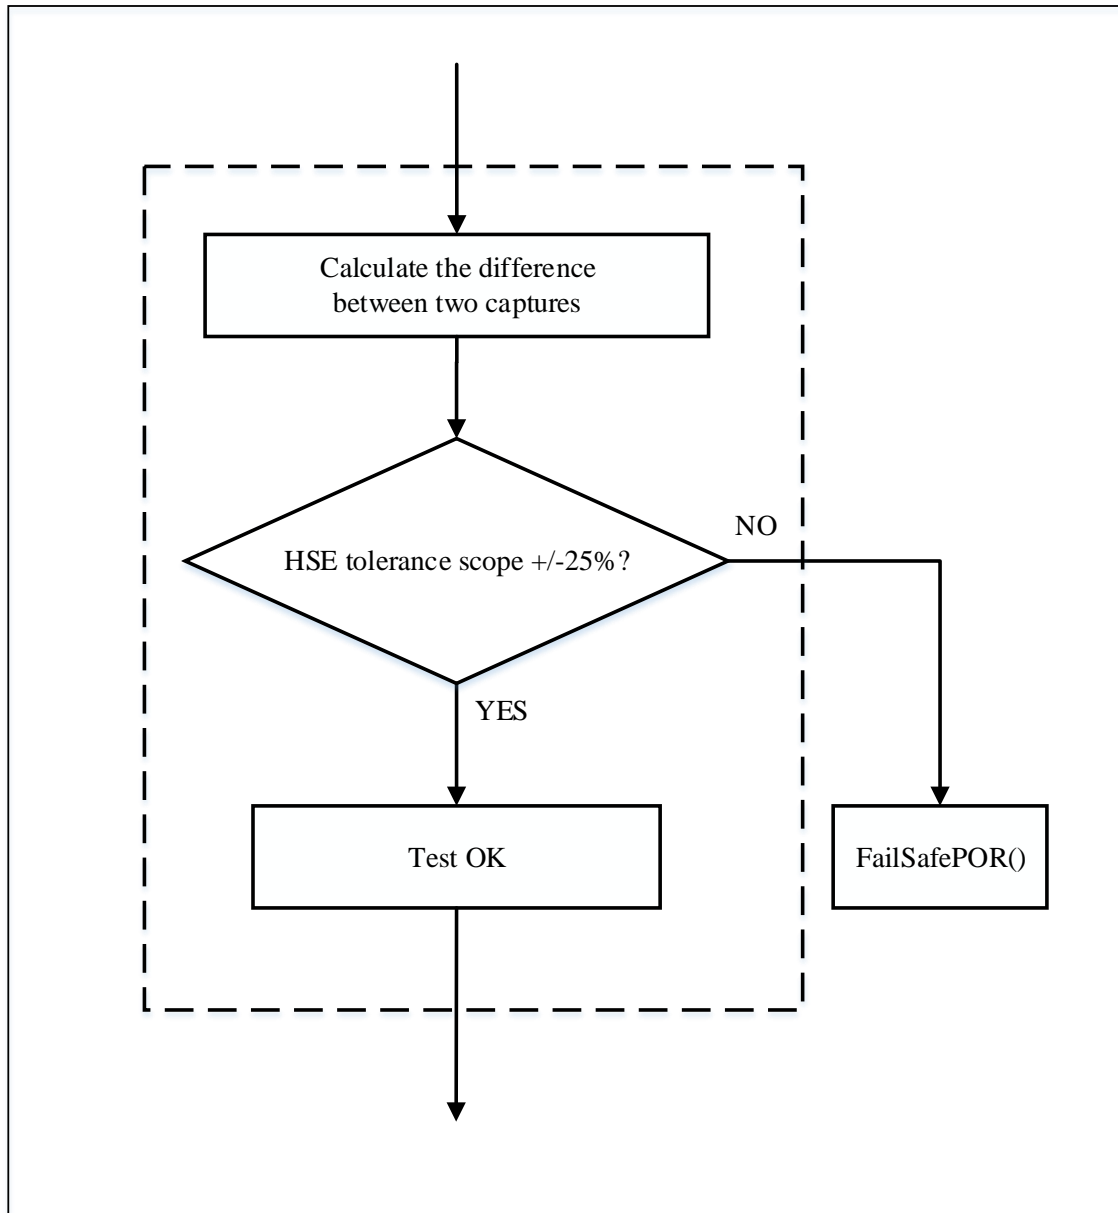 Calculate the difference
between two captures
HSE tolerance scope +/-25%?
NO
YES
Test OK
FailSafePOR()